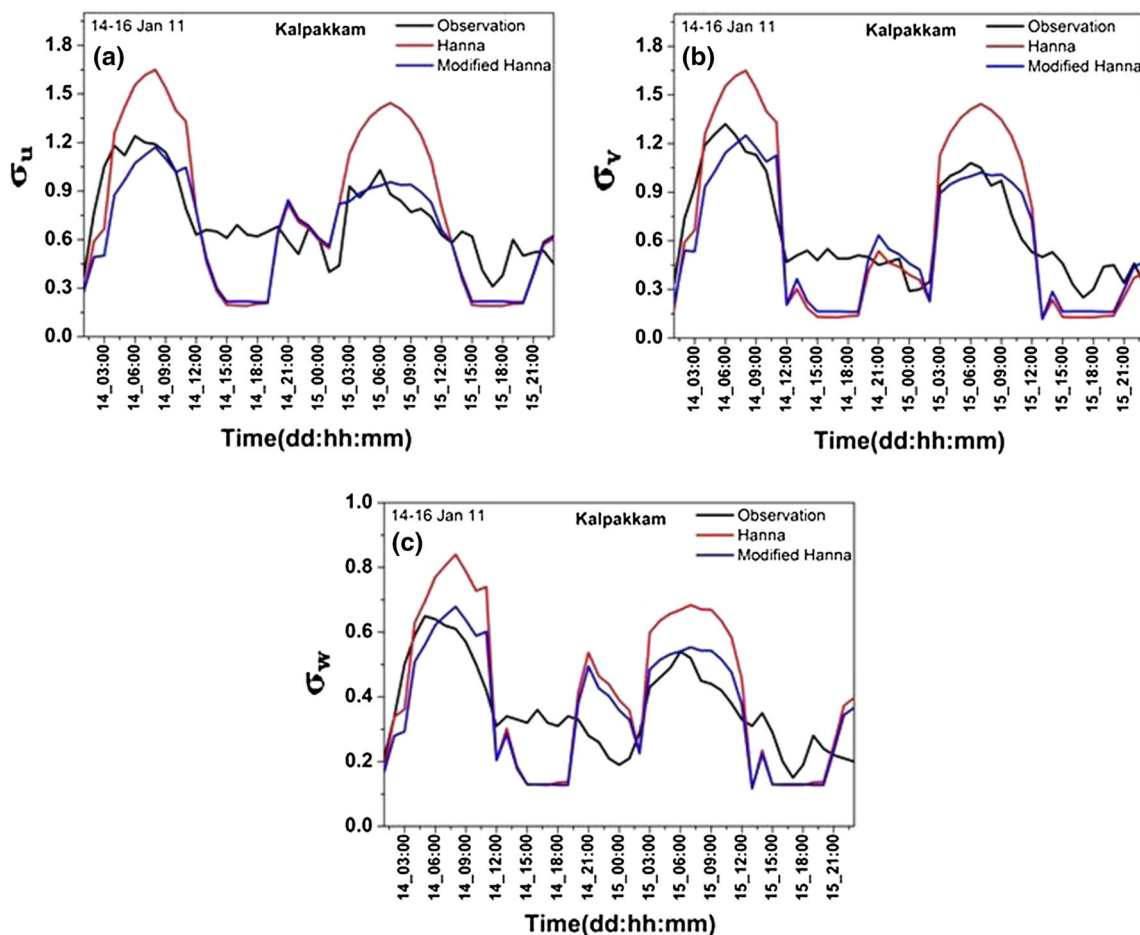 14-16 Jan 11
Kalpakkam
(a)
Observation
Hanna
Modified Hanna
σu
1.8
1.5
1.2
0.9
0.6
0.3
0.0
14_03:00
14_06:00
14_09:00
14_12:00
14_15:00
14_18:00
14_21:00
15_00:00
15_03:00
15_06:00
15_09:00
15_12:00
15_15:00
15_18:00
15_21:00
Time(dd:hh:mm)
14-16 Jan 11
Kalpakkam
(b)
Observation
Hanna
Modified Hanna
σv
1.8
1.5
1.2
0.9
0.6
0.3
0.0
14_03:00
14_06:00
14_09:00
14_12:00
14_15:00
14_18:00
14_21:00
15_00:00
15_03:00
15_06:00
15_09:00
15_12:00
15_15:00
15_18:00
15_21:00
Time(dd:hh:mm)
14-16 Jan 11
Kalpakkam
(c)
Observation
Hanna
Modified Hanna
σw
1.0
0.8
0.6
0.4
0.2
0.0
14_03:00
14_06:00
14_09:00
14_12:00
14_15:00
14_18:00
14_21:00
15_00:00
15_03:00
15_06:00
15_09:00
15_12:00
15_15:00
15_18:00
15_21:00
Time(dd:hh:mm)